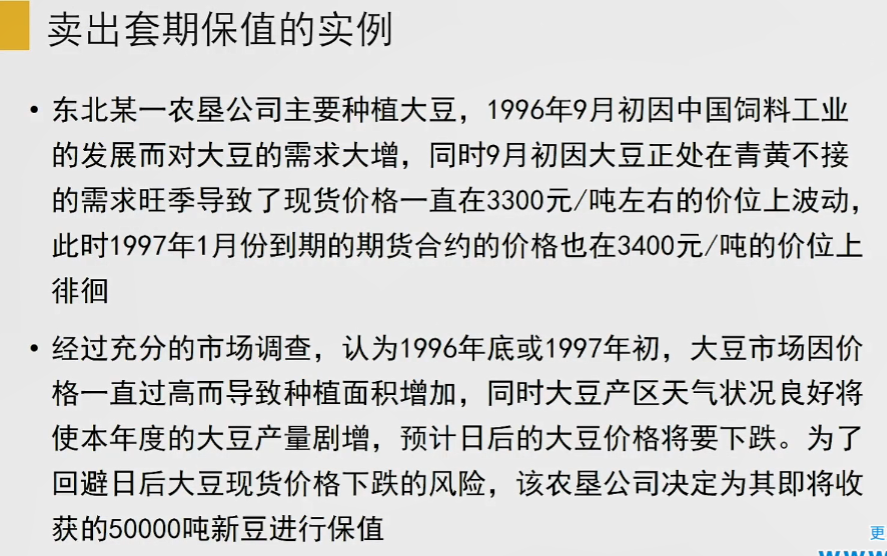 卖出套期保值的实例
• 东北某一农垦公司主要种植大豆，1996年9月初因中国饲料工业
的发展而对大豆的需求大增，同时9月初因大豆正处在青黄不接
的需求旺季导致了现货价格一直在3300元/吨左右的价位上波动，
此时1997年1月份到期的期货合约的价格也在3400元/吨的价位上
徘徊
• 经过充分的市场调查，认为1996年底或1997年初，大豆市场因价
格一直过高而导致种植面积增加，同时大豆产区天气状况良好将
使本年度的大豆产量剧增，预计日后的大豆价格将要下跌。为了
回避日后大豆现货价格下跌的风险，该农垦公司决定为其即将收
获的50000吨新豆进行保值
更